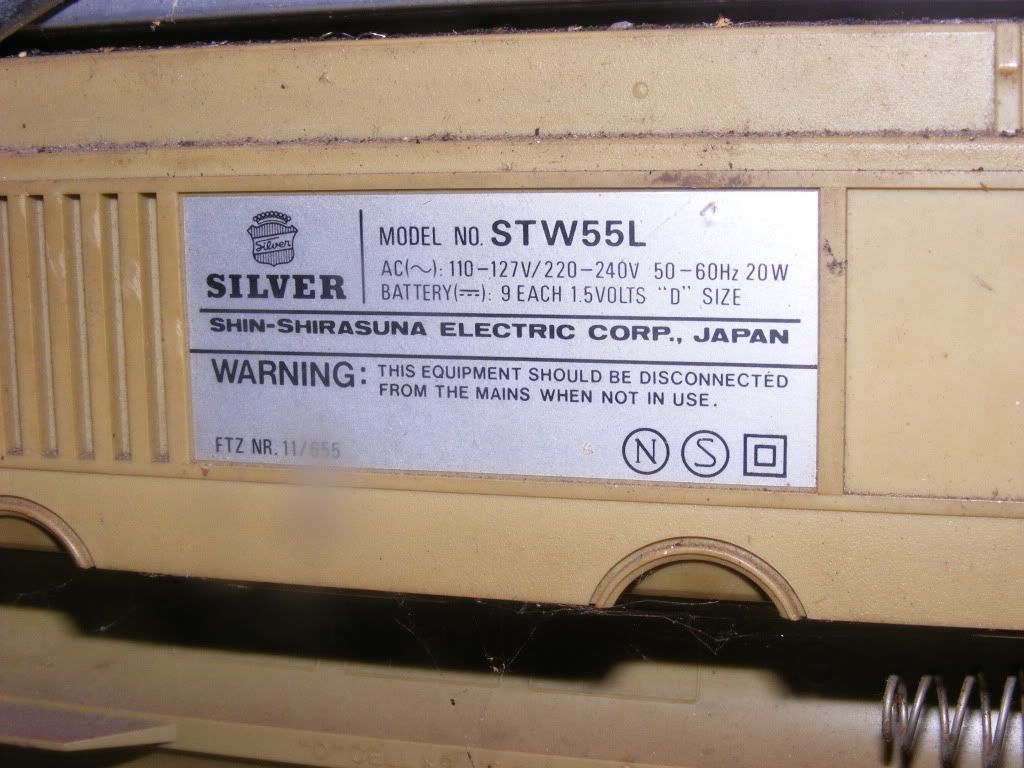 Silver
SILVER
MODEL NO. STW55L
AC(~): 110-127V/220-240V 50-60Hz 20W
BATTERY(⎓): 9 EACH 1.5VOLTS "D" SIZE
SHIN-SHIRASUNA ELECTRIC CORP., JAPAN
WARNING: THIS EQUIPMENT SHOULD BE DISCONNECTED
FROM THE MAINS WHEN NOT IN USE.
FTZ NR. 11/655
N S